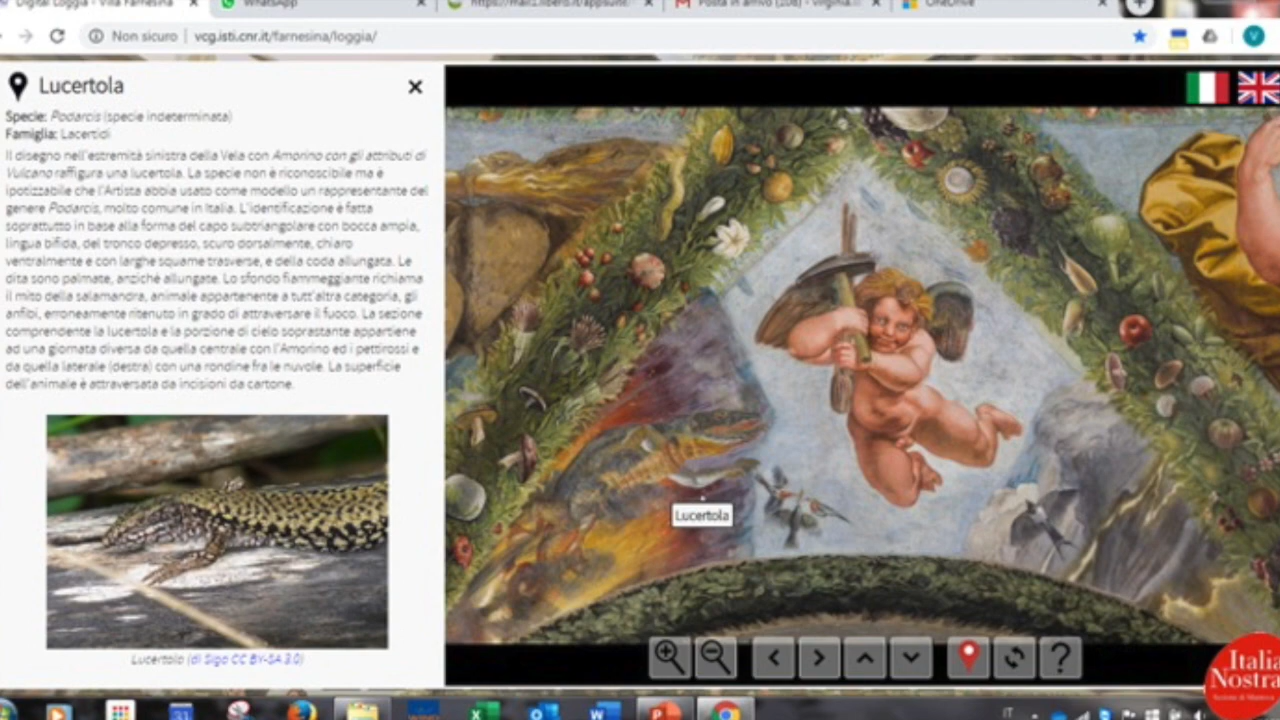 Digital Loggia - Villa Farnesina
WhatsApp
OneDrive
Non sicuro | vcg.isti.cnr.it/farnesina/loggia/
V
Lucertola
Specie: Podarcis (specie indeterminata)
Famiglia: Lacertidi
Il disegno nell'estremità sinistra della Vela con Amorino con gli attributi di
Vulcano raffigura una lucertola. La specie non è riconoscibile ma è
ipotizzabile che l'Artista abbia usato come modello un rappresentante del
genere Podarcis, molto comune in Italia. L'identificazione è fatta
soprattutto in base alla forma del capo subtriangolare con bocca ampia,
lingua bifida, del tronco depresso, scuro dorsalmente, chiaro
ventralmente e con larghe squame trasverse, e della coda allungata. Le
dita sono palmate, anziché allungate. Lo sfondo fiammeggiante richiama
il mito della salamandra, animale appartenente a tutt'altra categoria, gli
anfibi, erroneamente ritenuto in grado di attraversare il fuoco. La sezione
comprendente la lucertola e la porzione di cielo soprastante appartiene
ad una giornata diversa da quella centrale con l'Amorino ed i pettirossi e
da quella laterale (destra) con una rondine fra le nuvole. La superficie
dell'animale è attraversata da incisioni da cartone.
Lucertola (di Sigo CC BY-SA 3.0)
Lucertola
Italia
Nostra
IT